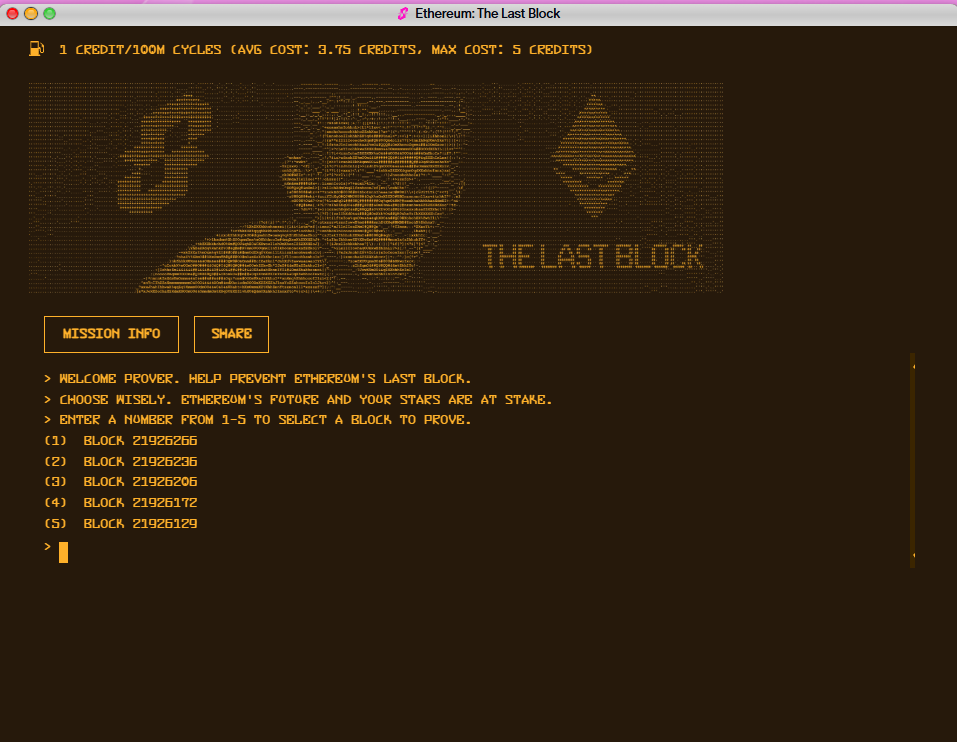 Ethereum: The Last Block
1 CREDIT/100M CYCLES (AVG COST: 3.75 CREDITS, MAX COST: 5 CREDITS)
THE LAST BLOCK
MISSION INFO SHARE
> WELCOME PROVER. HELP PREVENT ETHEREUM'S LAST BLOCK.
> CHOOSE WISELY. ETHEREUM'S FUTURE AND YOUR STARS ARE AT STAKE.
> ENTER A NUMBER FROM 1-5 TO SELECT A BLOCK TO PROVE.
(1) BLOCK 21926266
(2) BLOCK 21926236
(3) BLOCK 21926206
(4) BLOCK 21926172
(5) BLOCK 21926129
>